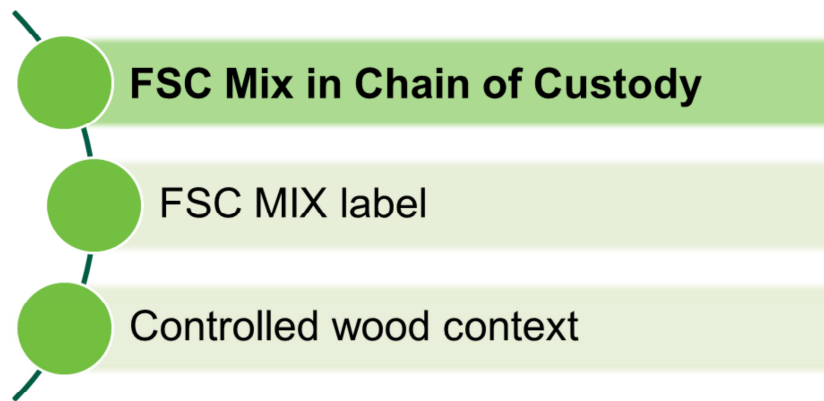 FSC Mix in Chain of Custody
FSC MIX label
Controlled wood context